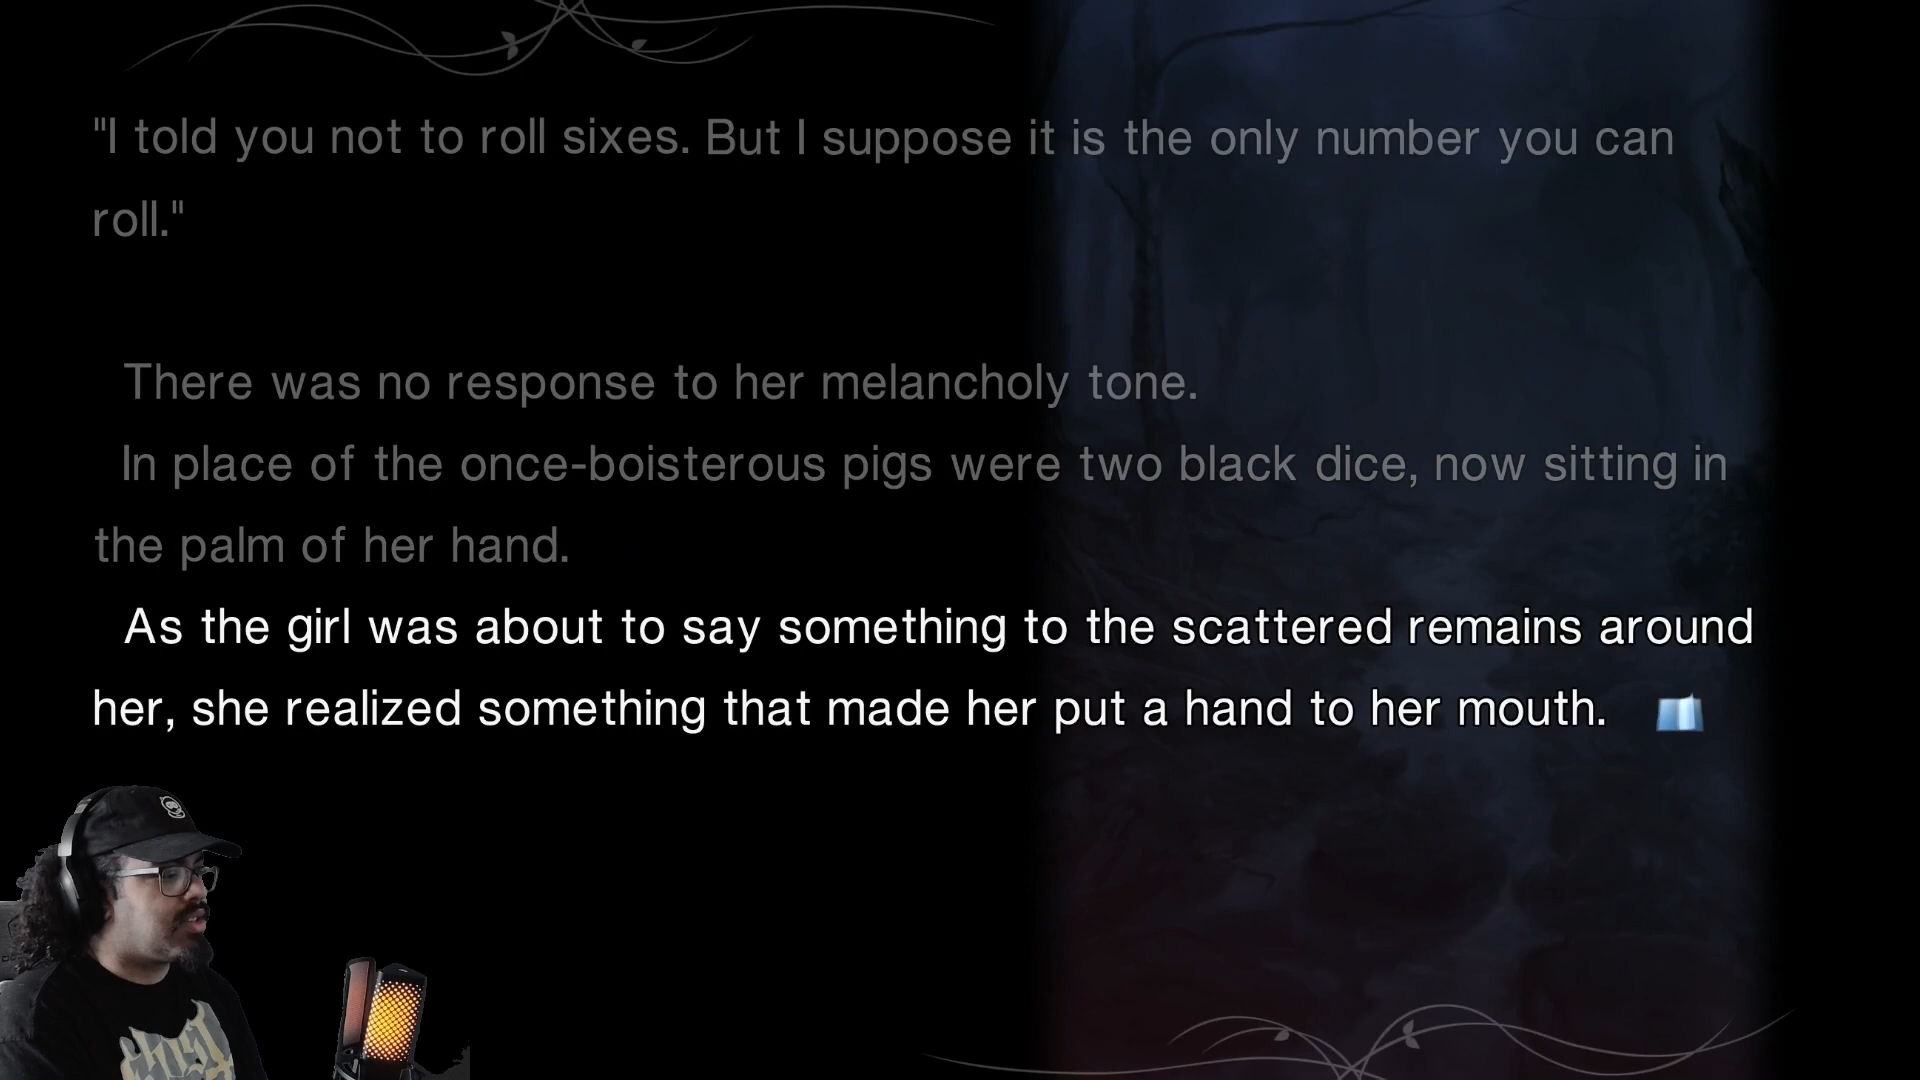 "I told you not to roll sixes. But I suppose it is the only number you can
roll."
There was no response to her melancholy tone.
In place of the once-boisterous pigs were two black dice, now sitting in
the palm of her hand.
As the girl was about to say something to the scattered remains around
her, she realized something that made her put a hand to her mouth.